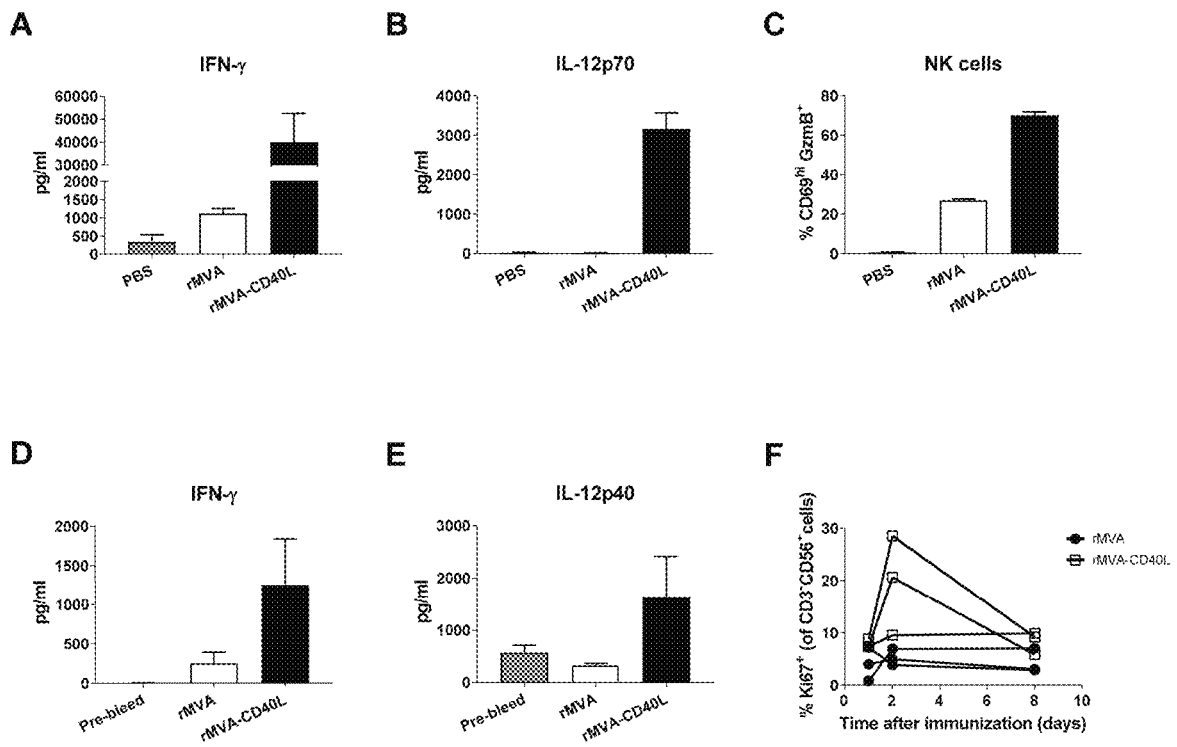 A
IFN-γ
pg/ml
60000
50000
40000
30000
2000
1500
1000
500
0
PBS
rMVA
rMVA-CD40L
B
IL-12p70
pg/ml
4000
3000
2000
1000
0
PBS
rMVA
rMVA-CD40L
C
NK cells
% CD69hi GzmB+
80
60
40
20
0
PBS
rMVA
rMVA-CD40L
D
IFN-γ
pg/ml
2000
1500
1000
500
0
Pre-bleed
rMVA
rMVA-CD40L
E
IL-12p40
pg/ml
3000
2000
1000
0
Pre-bleed
rMVA
rMVA-CD40L
F
% Ki67+ (of CD3-CD56+ cells)
30
20
10
0
0 2 4 6 8 10
Time after immunization (days)
rMVA
rMVA-CD40L